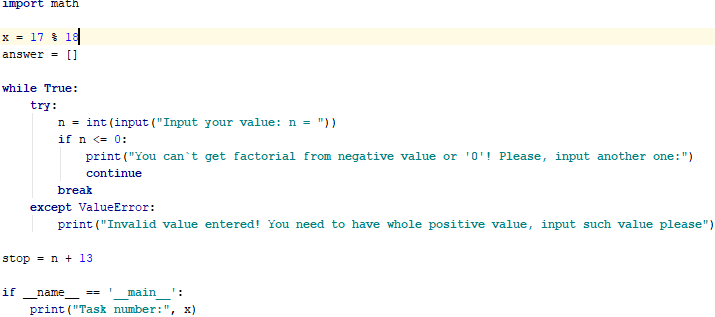 import math
x = 17 % 18
answer = []
while True:
try:
n = int(input("Input your value: n = "))
if n <= 0:
print("You can`t get factorial from negative value or '0'! Please, input another one:")
continue
break
except ValueError:
print("Invalid value entered! You need to have whole positive value, input such value please")
stop = n + 13
if __name__ == '__main__':
print("Task number:", x)